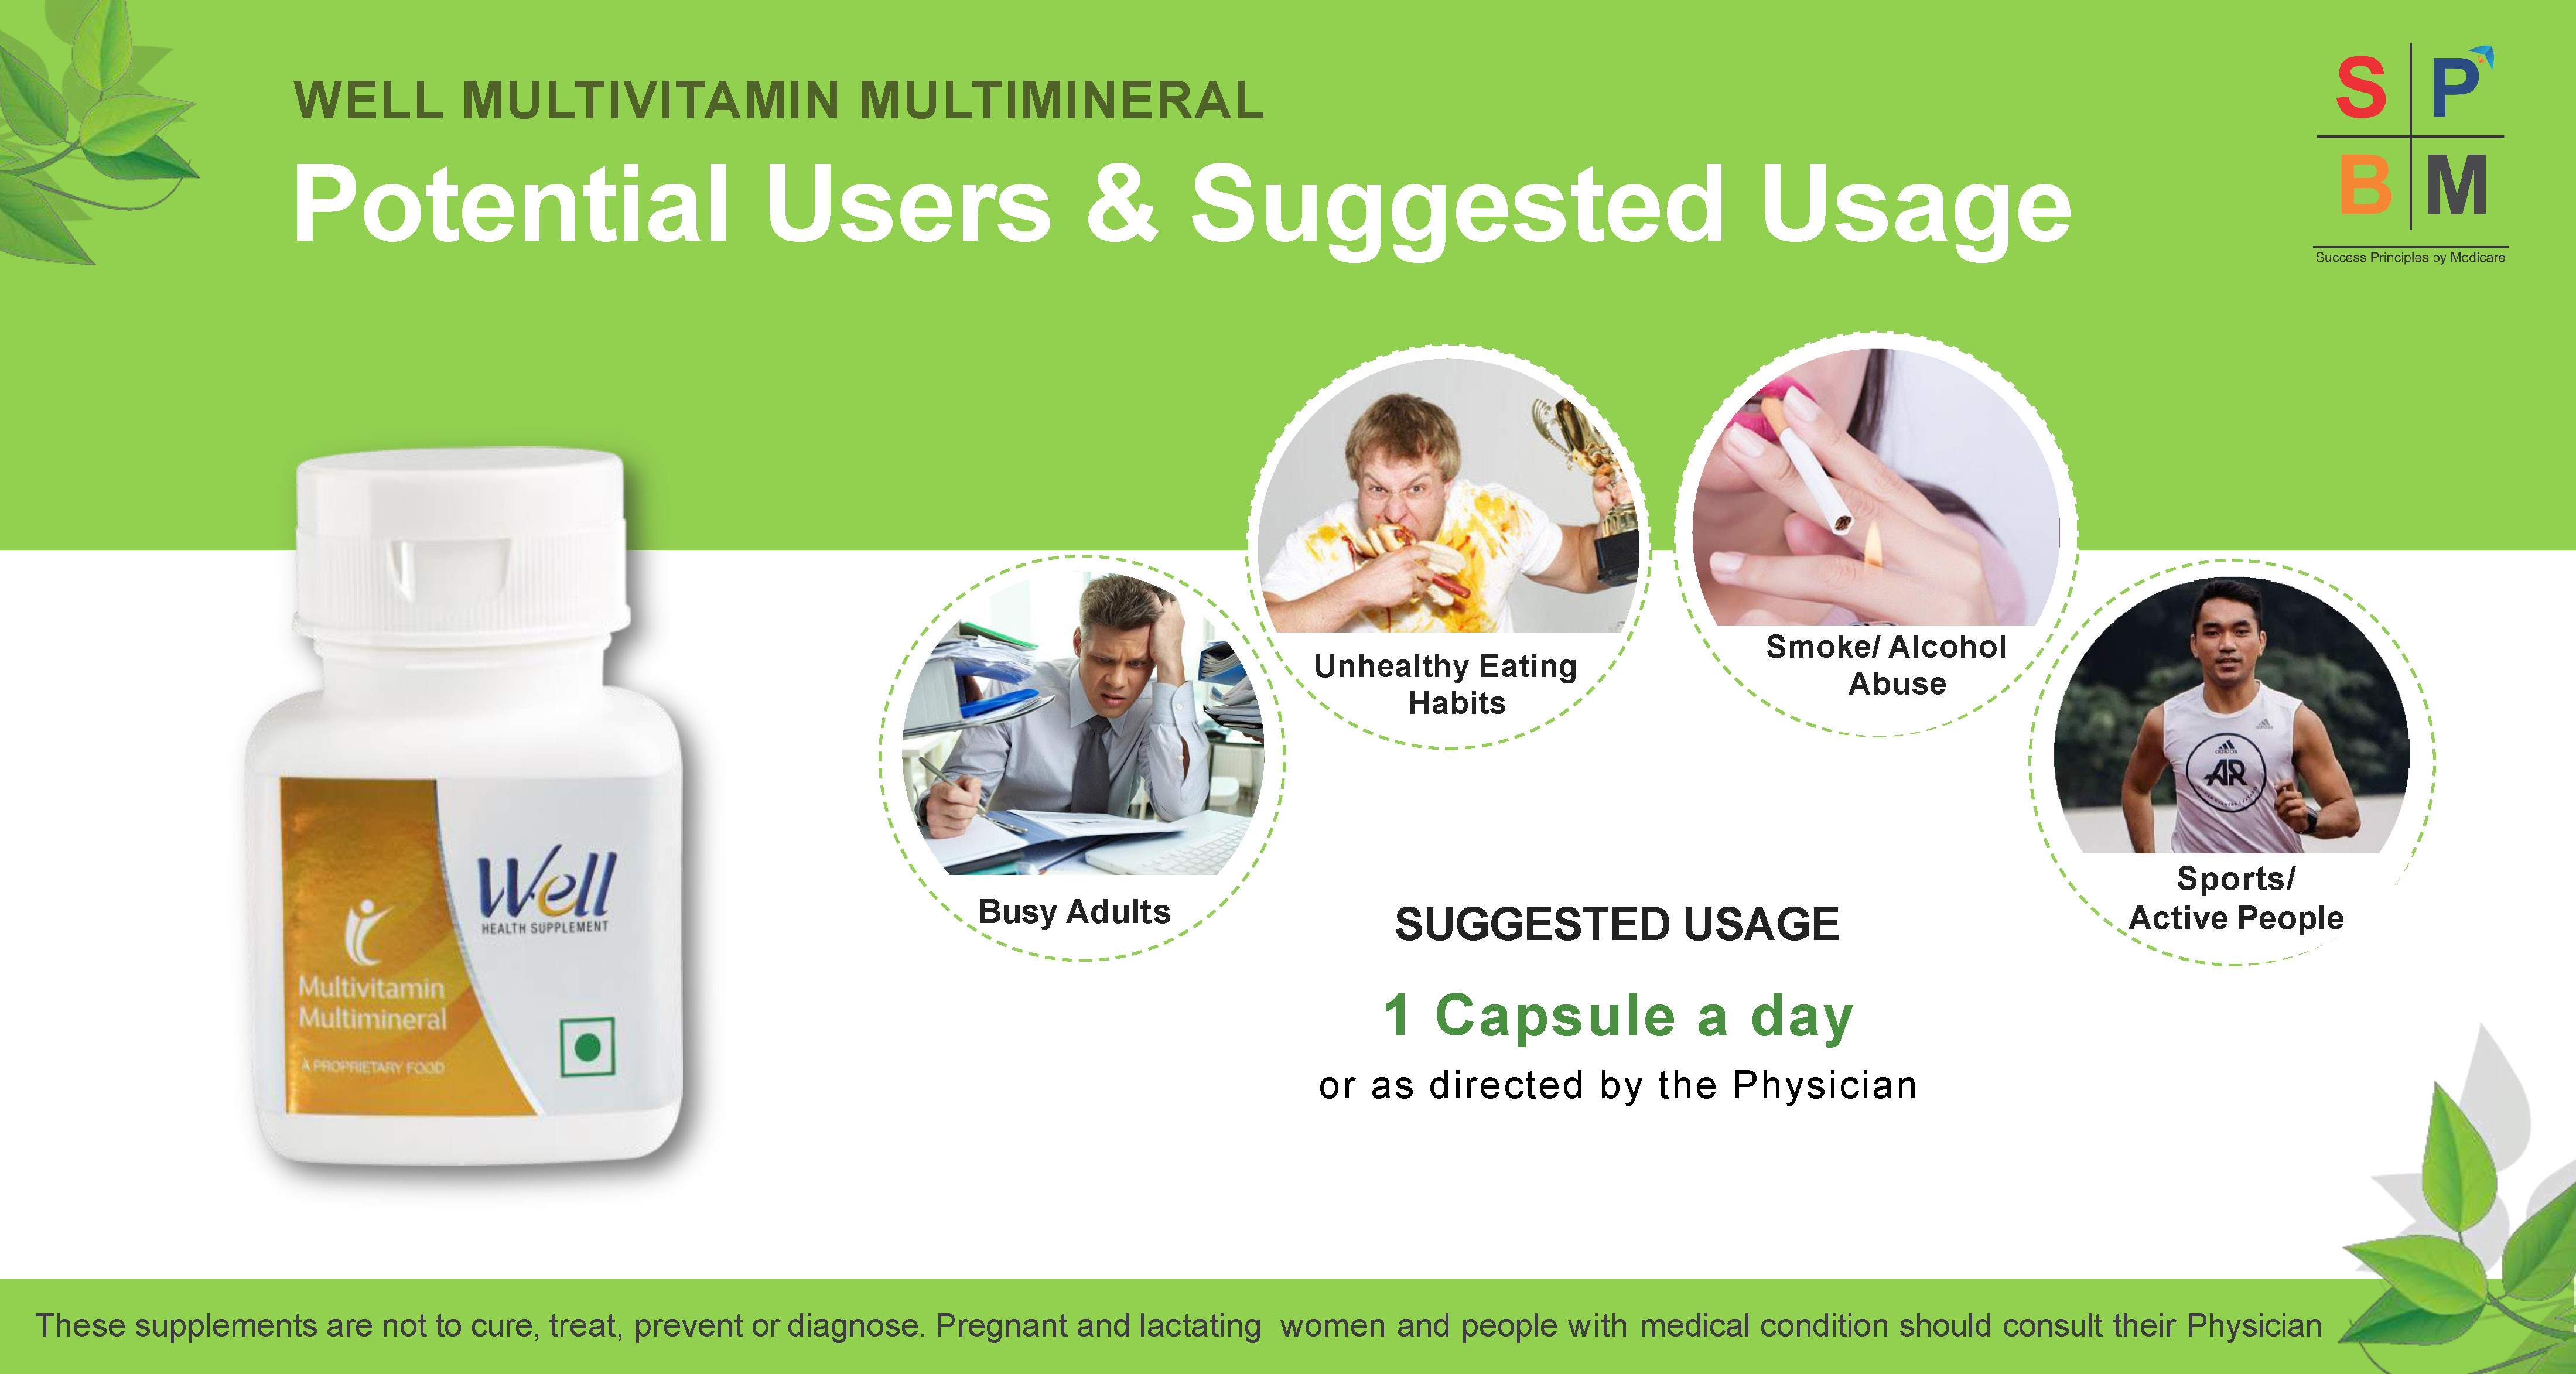 WELL MULTIVITAMIN MULTIMINERAL
Potential Users & Suggested Usage
S P
B M
Success Principles by Modicare
Unhealthy Eating
Habits
Smoke/ Alcohol
Abuse
Busy Adults
Sports/
Active People
SUGGESTED USAGE
1 Capsule a day
or as directed by the Physician
Well
HEALTH SUPPLEMENT
Multivitamin
Multimineral
A PROPRIETARY FOOD
AR
These supplements are not to cure, treat, prevent or diagnose. Pregnant and lactating women and people with medical condition should consult their Physician